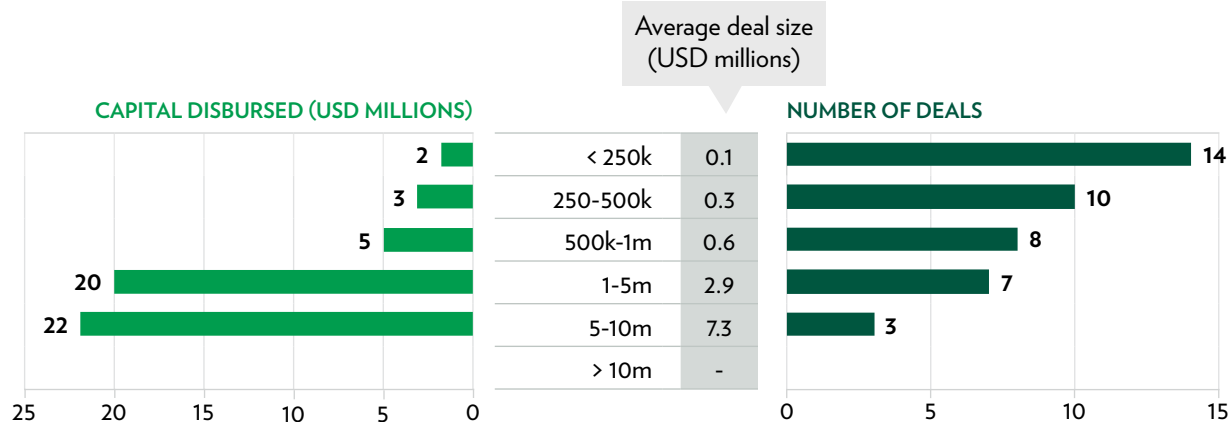 Average deal size
(USD millions)
CAPITAL DISBURSED (USD MILLIONS)
NUMBER OF DEALS
2 < 250k 0.1 14
3 250-500k 0.3 10
5 500k-1m 0.6 8
20 1-5m 2.9 7
22 5-10m 7.3 3
> 10m -
25 20 15 10 5 0 0 5 10 15